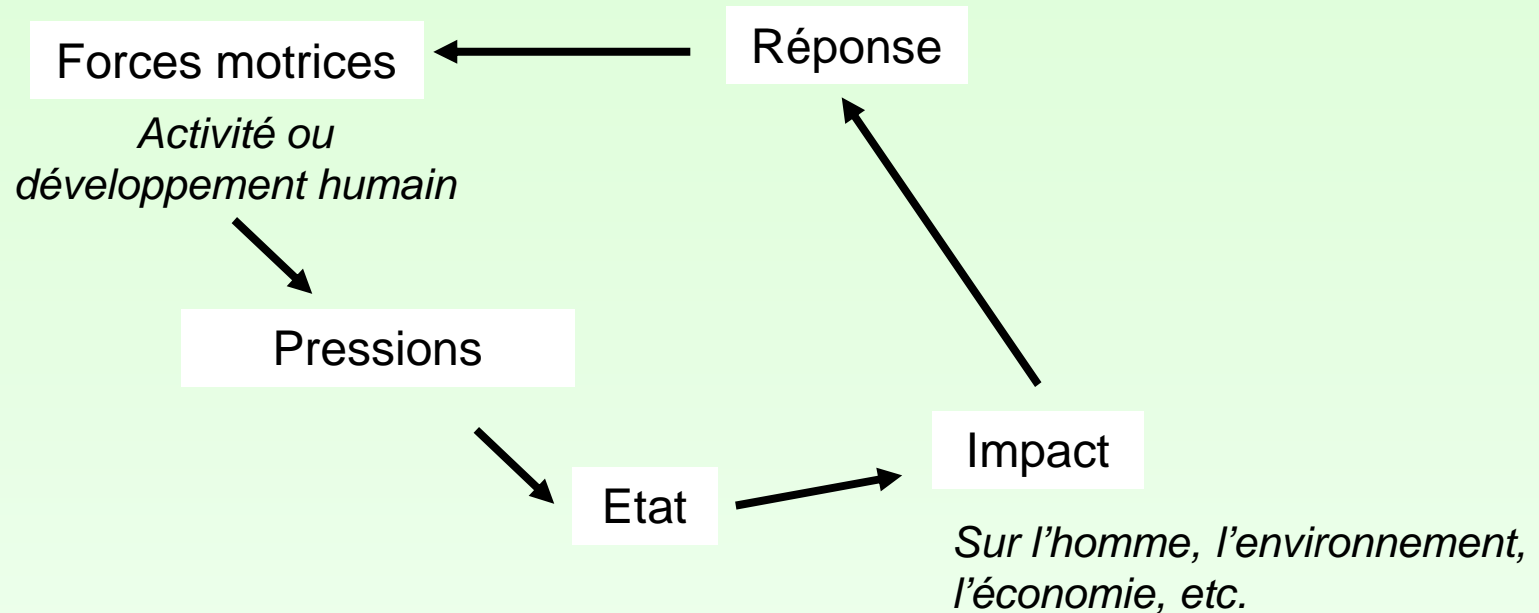 Forces motrices
Réponse
Activité ou
développement humain
Pressions
Impact
Etat
Sur l’homme, l’environnement,
l’économie, etc.